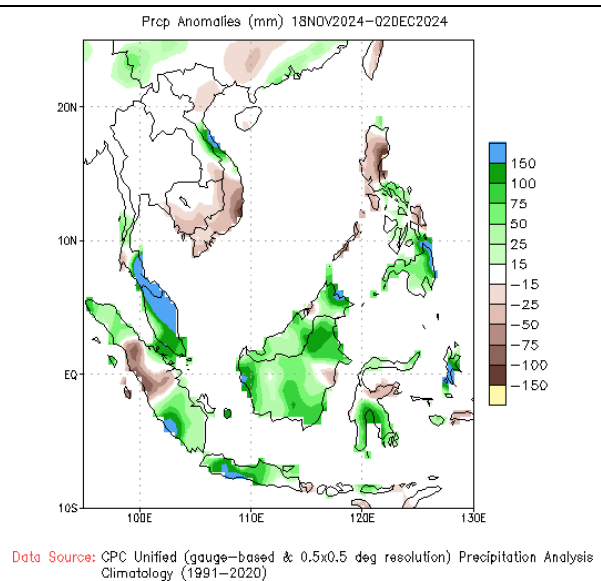 Prcp Anomalies (mm) 18NOV2024-02DEC2024
20N
10N
EQ
10S
100E 110E 120E 130E
150
100
75
50
25
15
-15
-25
-50
-75
-100
-150
Data Source: CPC Unified (gauge-based & 0.5x0.5 deg resolution) Precipitation Analysis
Climatology (1991-2020)